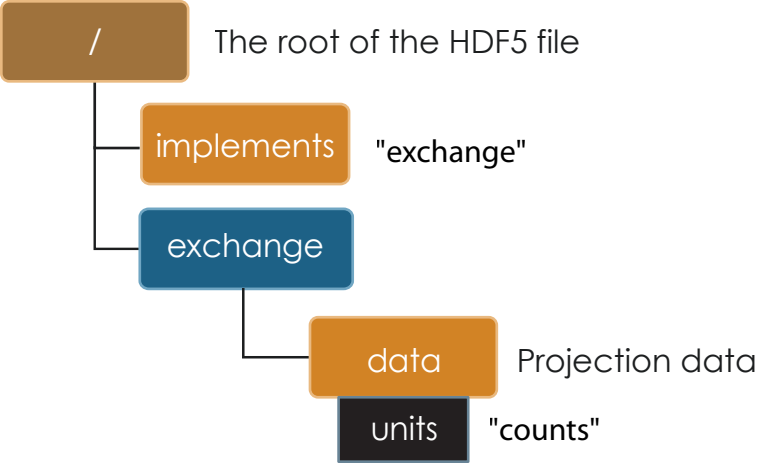 / The root of the HDF5 file
implements "exchange"
exchange
data Projection data
units "counts"